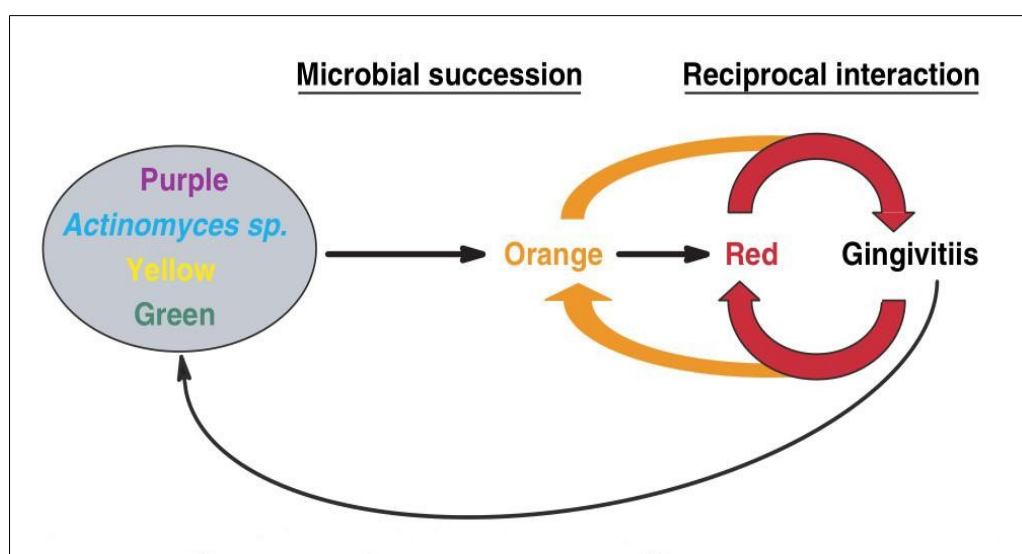 Microbial succession
Reciprocal interaction
Purple
Actinomyces sp.
Yellow
Green
Orange
Red
Gingivitiis